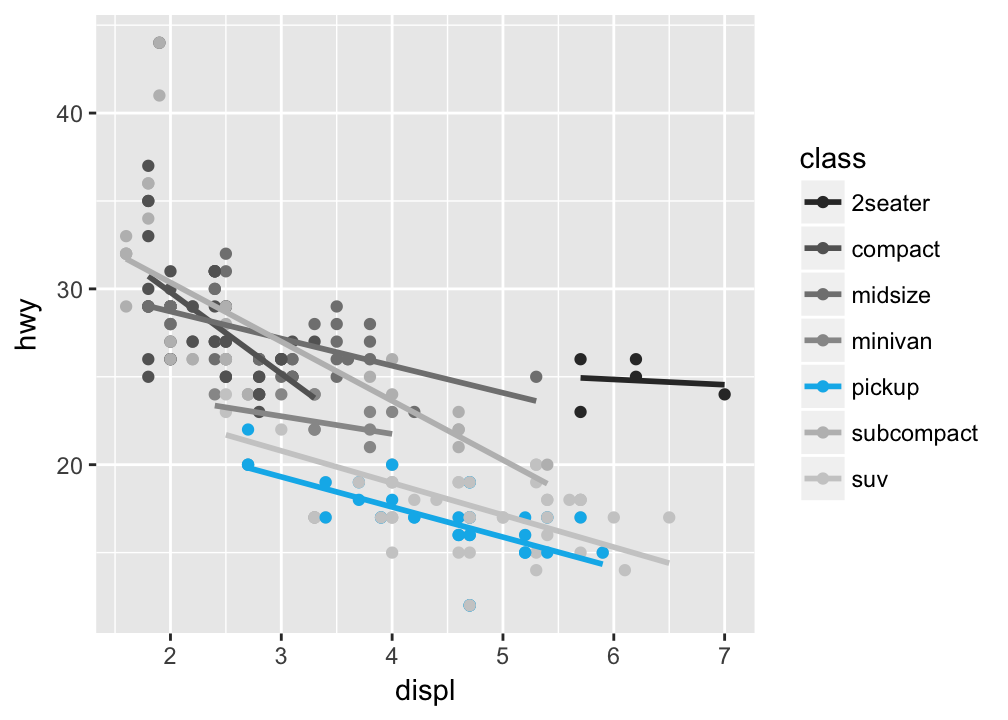 40
30
20
hwy
2 3 4 5 6 7
displ
class
2seater
compact
midsize
minivan
pickup
subcompact
suv